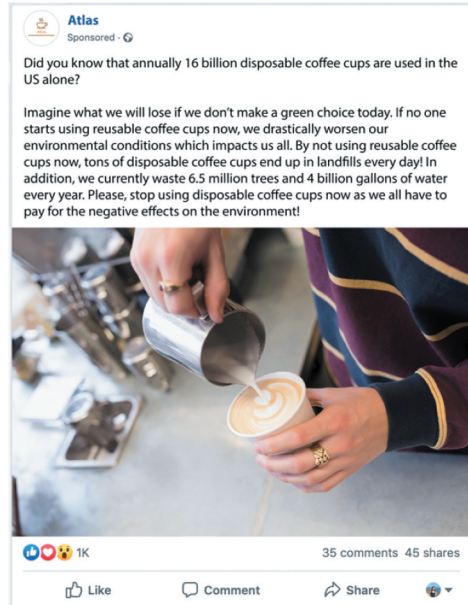 Atlas
Sponsored ·
Did you know that annually 16 billion disposable coffee cups are used in the
US alone?
Imagine what we will lose if we don't make a green choice today. If no one
starts using reusable coffee cups now, we drastically worsen our
environmental conditions which impacts us all. By not using reusable coffee
cups now, tons of disposable coffee cups end up in landfills every day! In
addition, we currently waste 6.5 million trees and 4 billion gallons of water
every year. Please, stop using disposable coffee cups now as we all have to
pay for the negative effects on the environment!
1K
35 comments 45 shares
Like Comment Share